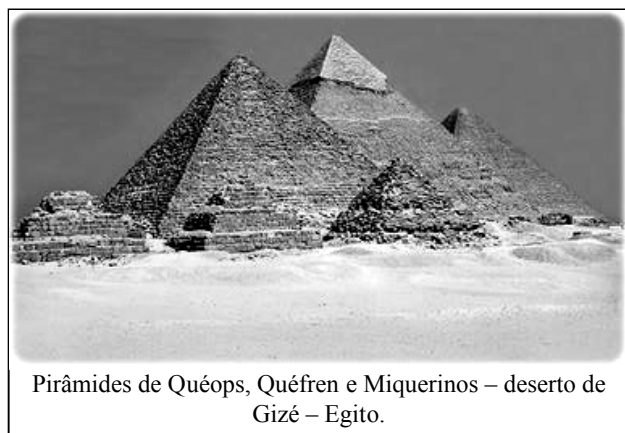 Pirâmides de Quéops, Quéfren e Miquerinos – deserto de
Gizé – Egito.